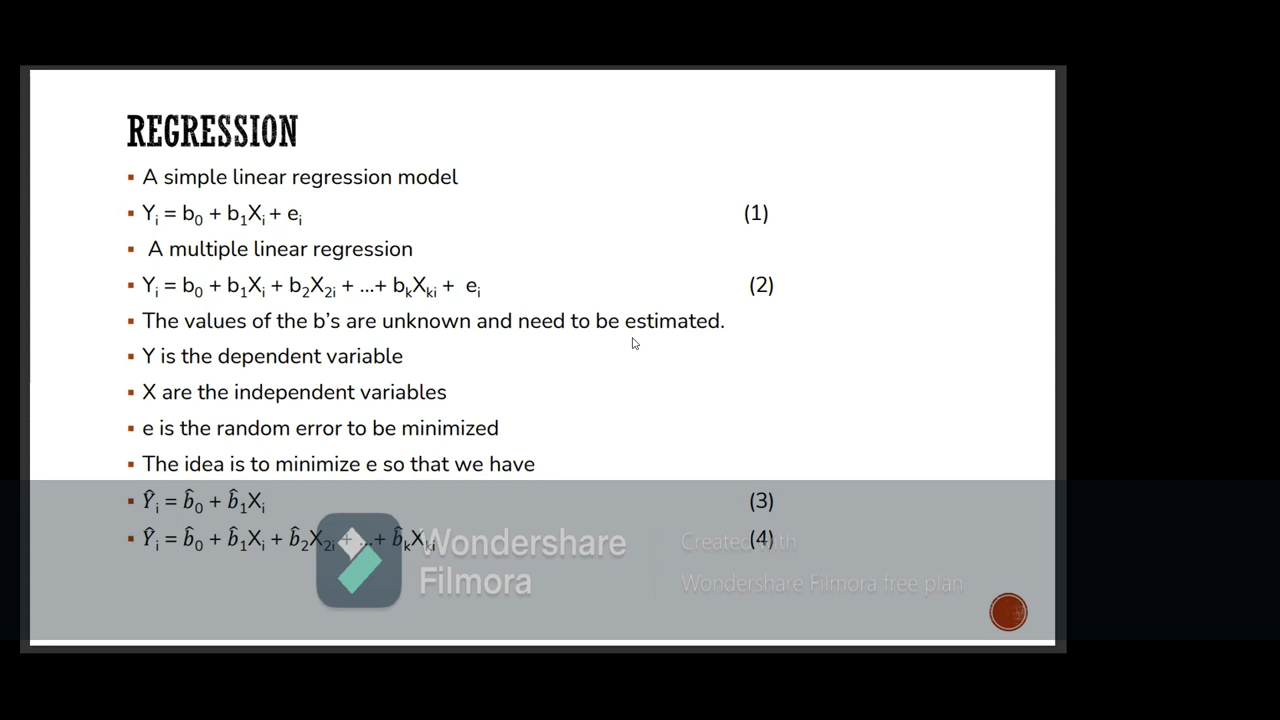 REGRESSION
▪ A simple linear regression model
▪ Yᵢ = b₀ + b₁Xᵢ + eᵢ (1)
▪ A multiple linear regression
▪ Yᵢ = b₀ + b₁Xᵢ + b₂X₂ᵢ + ...+ bₖXₖᵢ + eᵢ (2)
▪ The values of the b’s are unknown and need to be estimated.
▪ Y is the dependent variable
▪ X are the independent variables
▪ e is the random error to be minimized
▪ The idea is to minimize e so that we have
▪ Ŷᵢ = b̂₀ + b̂₁Xᵢ (3)
▪ Ŷᵢ = b̂₀ + b̂₁Xᵢ + b̂₂X₂ᵢ + ...+ b̂ₖXₖᵢ (4)
Wondershare
Filmora
Created with
Wondershare Filmora free plan